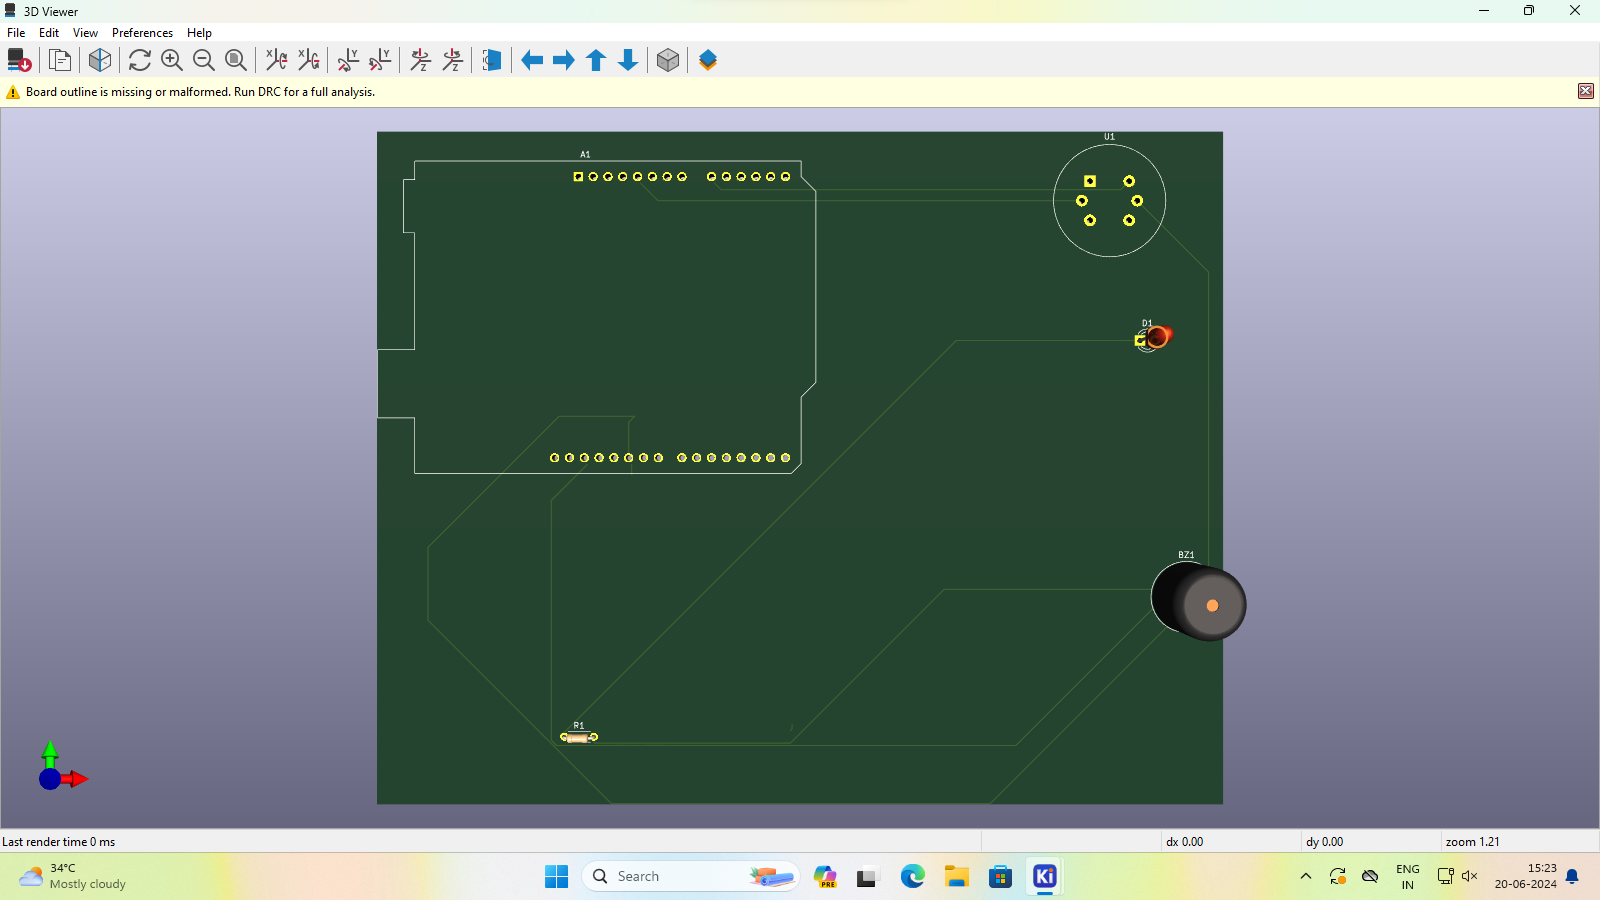 3D Viewer
File Edit View Preferences Help
X X Y Y Z Z
Board outline is missing or malformed. Run DRC for a full analysis.
U1
A1
D1
BZ1
R1
Last render time 0 ms
dx 0.00
dy 0.00
zoom 1.21
34°C
Mostly cloudy
Search
PRE
Ki
ENG
IN
15:23
20-06-2024